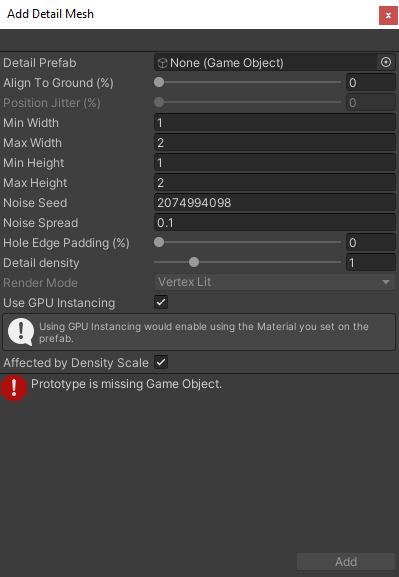 Add Detail Mesh
x
Detail Prefab None (Game Object)
Align To Ground (%) 0
Position Jitter (%) 0
Min Width 1
Max Width 2
Min Height 1
Max Height 2
Noise Seed 2074994098
Noise Spread 0.1
Hole Edge Padding (%) 0
Detail density 1
Render Mode Vertex Lit
Use GPU Instancing
Using GPU Instancing would enable using the Material you set on the
prefab.
Affected by Density Scale
Prototype is missing Game Object.
Add